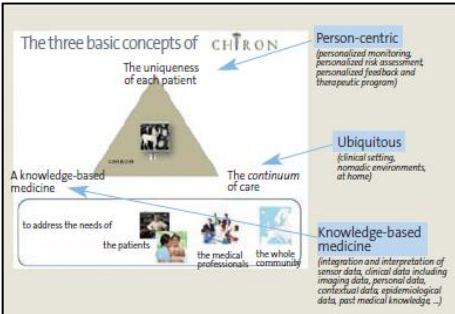 The three basic concepts of CHIRON
The uniqueness
of each patient
CHIRON
A knowledge-based
medicine
The continuum
of care
to address the needs of
the patients
the medical
professionals
the whole
community
Person-centric
(personalized monitoring,
personalized risk assessment,
personalized feedback and
therapeutic program)
Ubiquitous
(clinical setting,
nomadic environments,
at home)
Knowledge-based
medicine
(integration and interpretation of
sensor data, clinical data including
imaging data, personal data,
contextual data, epidemiological
data, past medical knowledge, ...)